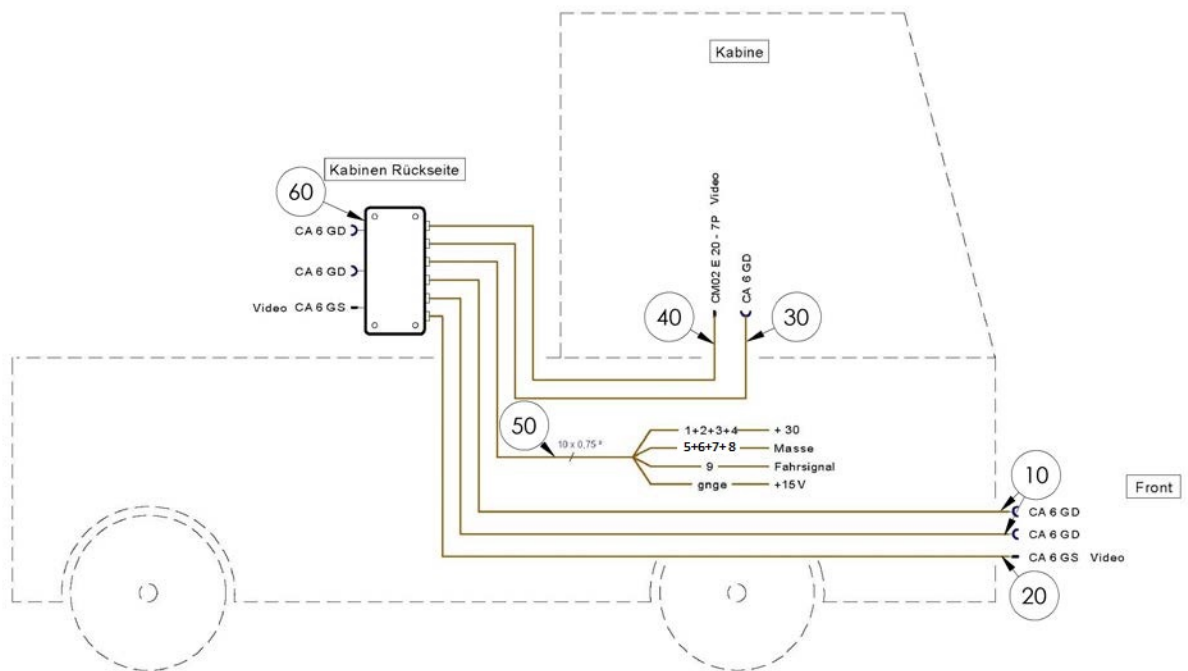 Kabine
Kabinen Rückseite
60
CA 6 GD
CA 6 GD
Video CA 6 GS
CM02 E 20 - 7P Video
CA 6 GD
40
30
50
10 x 0,75 ²
1+2+3+4 + 30
5+6+7+8 Masse
9 Fahrsignal
gnge +15V
10
Front
CA 6 GD
CA 6 GD
CA 6 GS Video
20